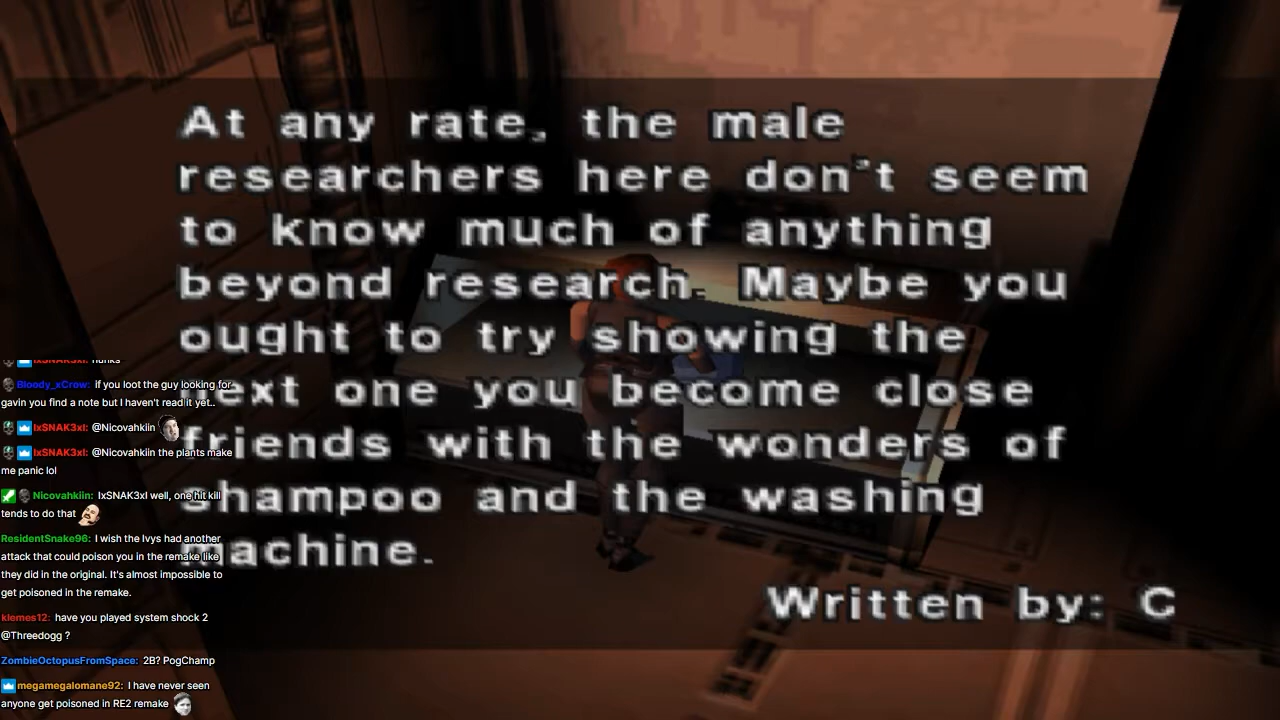 At any rate, the male
researchers here don't seem
to know much of anything
beyond research. Maybe you
ought to try showing the
next one you become close
friends with the wonders of
shampoo and the washing
machine.
Written by: C
IxSNAK3xI: hunks
Bloody_xCrow: if you loot the guy looking for
gavin you find a note but I haven't read it yet..
IxSNAK3xI: @Nicovahkiin
IxSNAK3xI: @Nicovahkiin the plants make
me panic lol
Nicovahkiin: IxSNAK3xI well, one hit kill
tends to do that
ResidentSnake96: I wish the Ivys had another
attack that could poison you in the remake like
they did in the original. It's almost impossible to
get poisoned in the remake.
klemes12: have you played system shock 2
@Threedogg ?
ZombieOctopusFromSpace: 2B? PogChamp
megamegalomane92: I have never seen
anyone get poisoned in RE2 remake